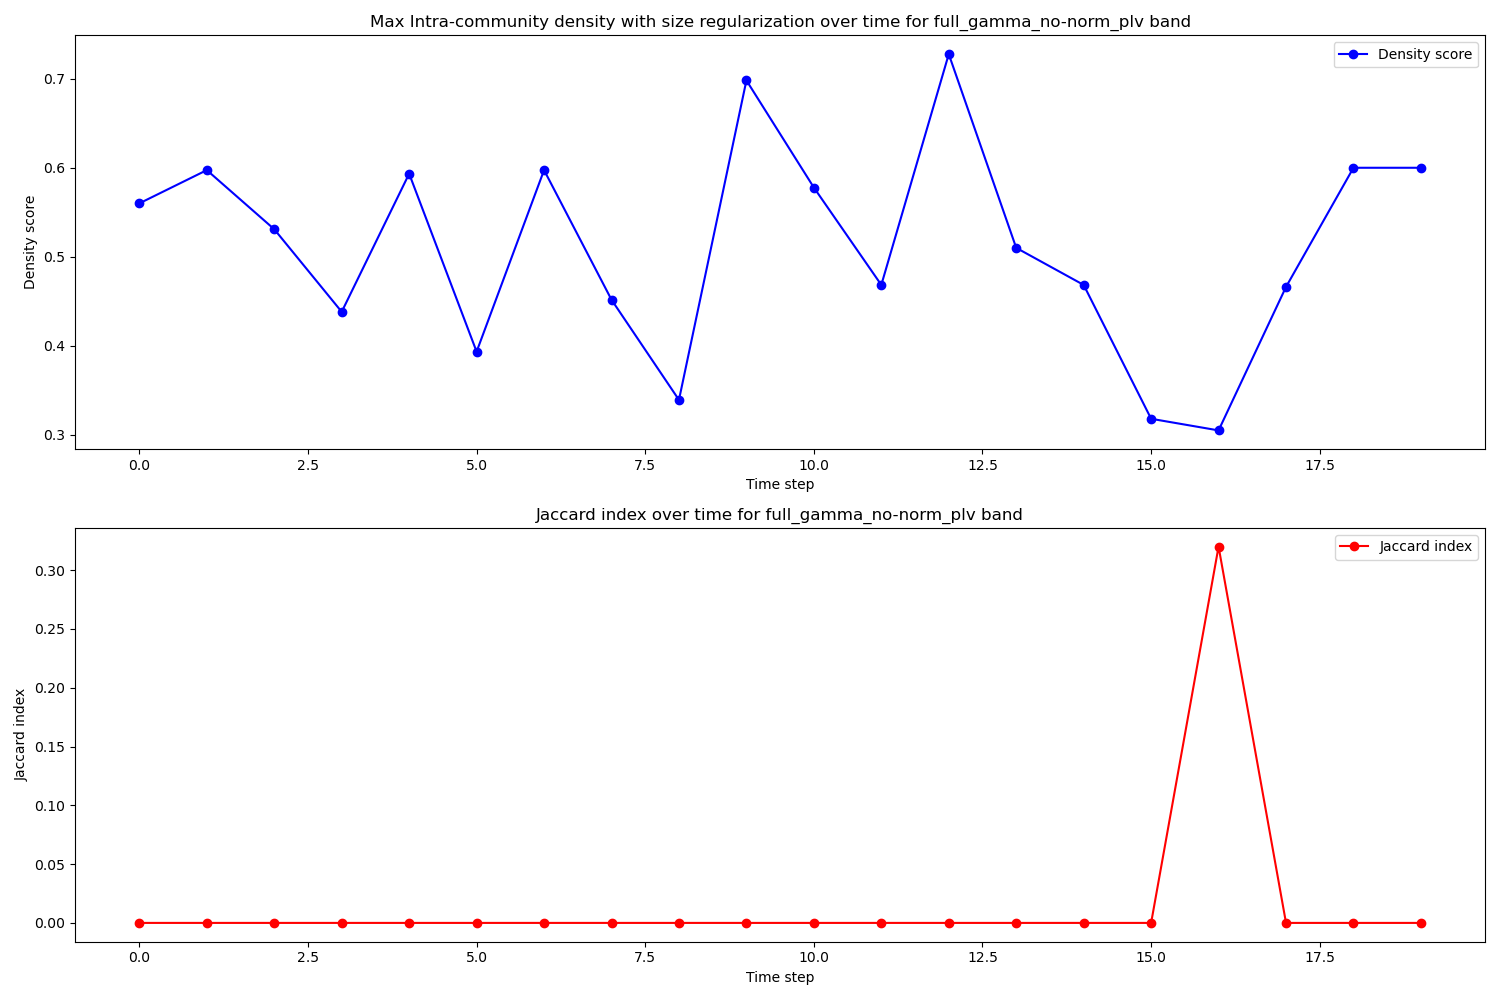 Max Intra-community density with size regularization over time for full_gamma_no-norm_plv band
Density score
0.7
0.6
0.5
0.4
0.3
Density score
0.0 2.5 5.0 7.5 10.0 12.5 15.0 17.5
Time step
Jaccard index over time for full_gamma_no-norm_plv band
Jaccard index
0.30
0.25
0.20
0.15
0.10
0.05
0.00
Jaccard index
0.0 2.5 5.0 7.5 10.0 12.5 15.0 17.5
Time step